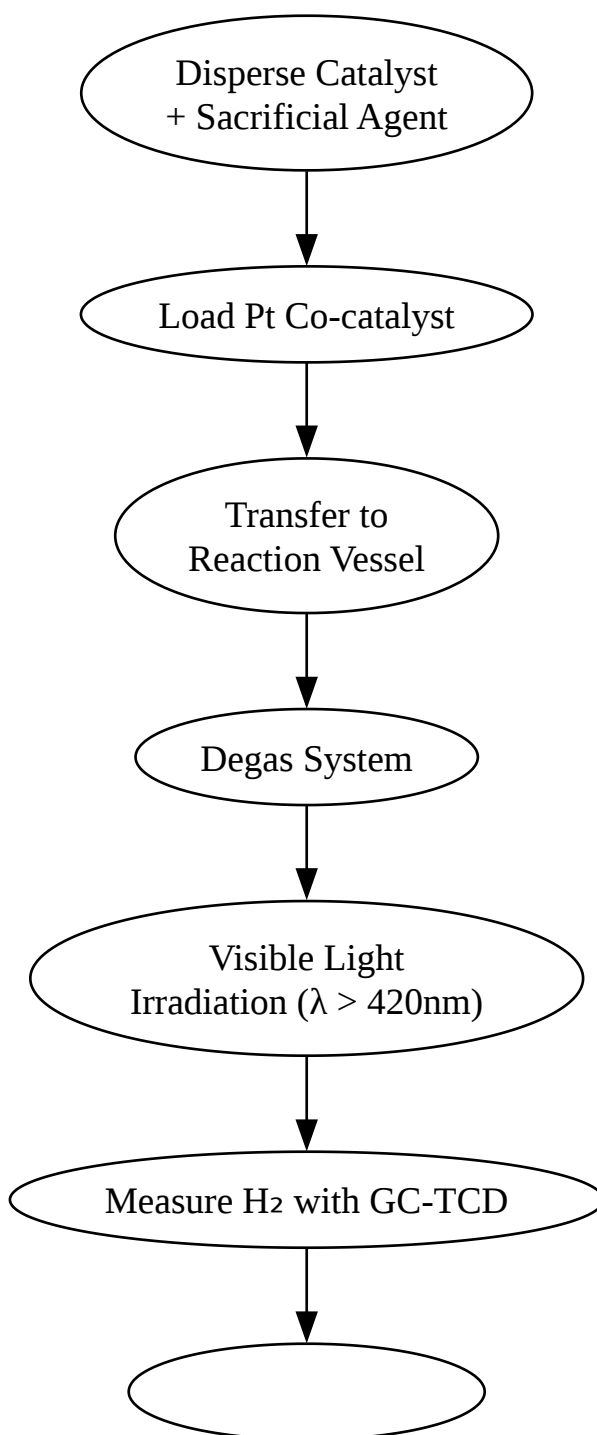 Disperse Catalyst
+ Sacrificial Agent
Load Pt Co-catalyst
Transfer to
Reaction Vessel
Degas System
Visible Light
Irradiation (λ > 420nm)
Measure H₂ with GC-TCD